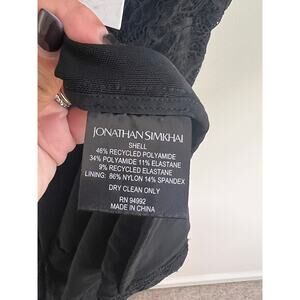 JONATHAN SIMKHAI
SHELL
46% RECYCLED POLYAMIDE
34% POLYAMIDE 11% ELASTANE
9% RECYCLED ELASTANE
LINING: 86% NYLON 14% SPANDEX
DRY CLEAN ONLY
RN 94992
MADE IN CHINA